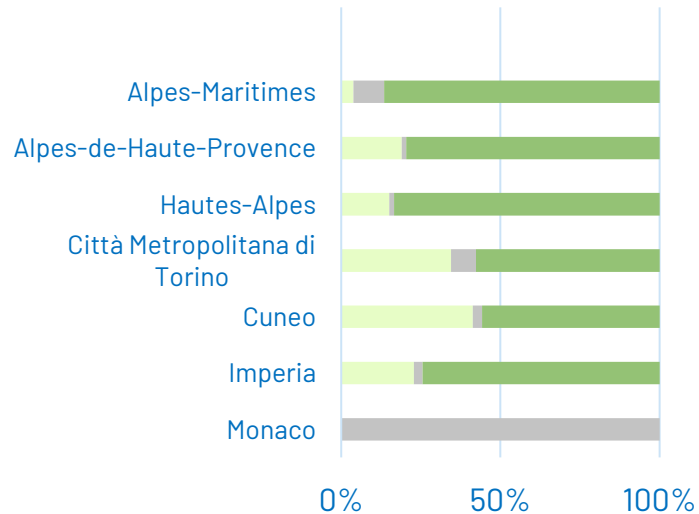 Alpes-Maritimes
Alpes-de-Haute-Provence
Hautes-Alpes
Città Metropolitana di
Torino
Cuneo
Imperia
Monaco
0% 50% 100%